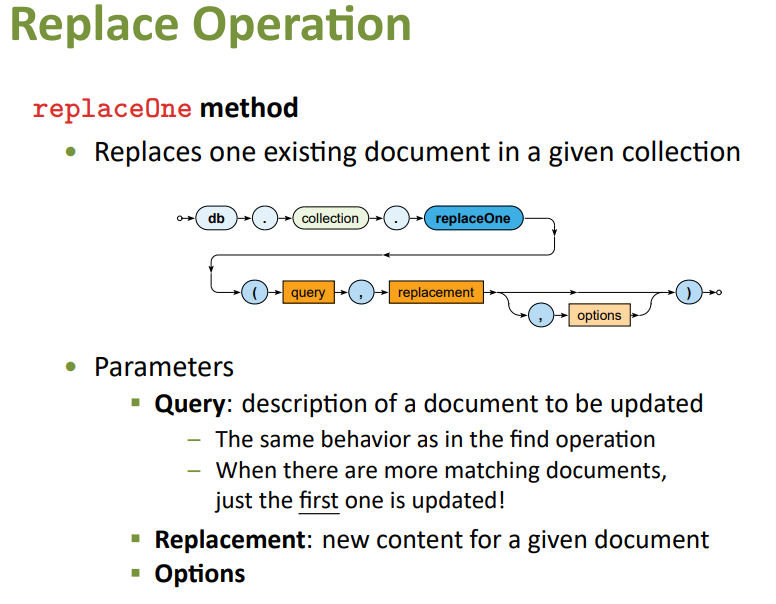 Replace Operation
replaceOne method
• Replaces one existing document in a given collection
db . collection . replaceOne
( query , replacement )
, options
• Parameters
▪ Query: description of a document to be updated
– The same behavior as in the find operation
– When there are more matching documents,
just the first one is updated!
▪ Replacement: new content for a given document
▪ Options